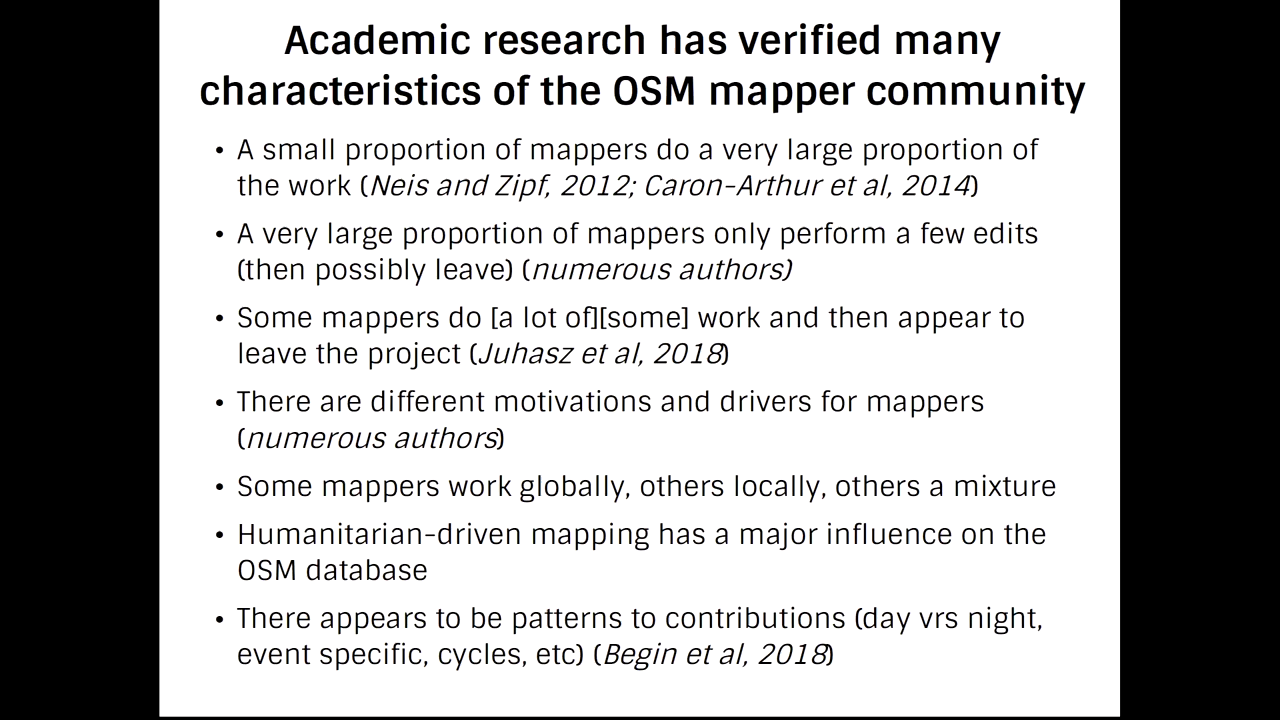 Academic research has verified many
characteristics of the OSM mapper community
• A small proportion of mappers do a very large proportion of
the work (Neis and Zipf, 2012; Caron-Arthur et al, 2014)
• A very large proportion of mappers only perform a few edits
(then possibly leave) (numerous authors)
• Some mappers do [a lot of][some] work and then appear to
leave the project (Juhasz et al, 2018)
• There are different motivations and drivers for mappers
(numerous authors)
• Some mappers work globally, others locally, others a mixture
• Humanitarian-driven mapping has a major influence on the
OSM database
• There appears to be patterns to contributions (day vrs night,
event specific, cycles, etc) (Begin et al, 2018)